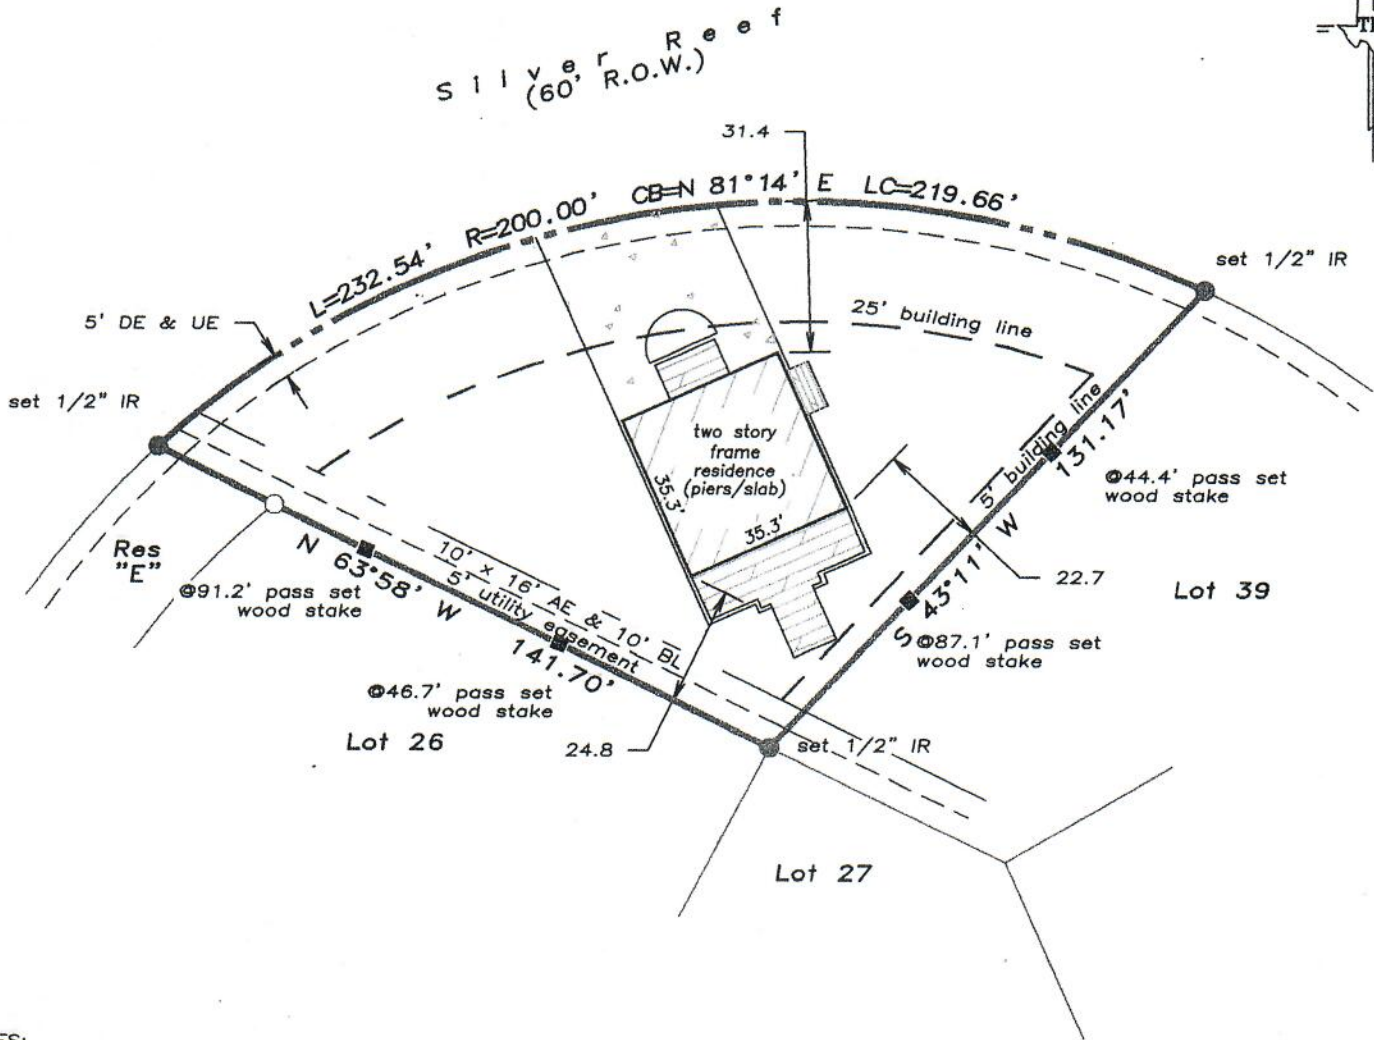 Silver Reef
(60' R.O.W.)
31.4
L=232.54' R=200.00' CB=N 81°14' E LC=219.66'
set 1/2" IR
5' DE & UE
25' building line
set 1/2" IR
two story
frame
residence
(piers/slab)
35.3'
35.3'
5' building line
131.17'
@44.4' pass set
wood stake
Res
"E"
N 63°58' W
10' x 16' AE & 10' BL
5' utility easement
@91.2' pass set
wood stake
S 43°11' W
22.7
Lot 39
141.70'
@87.1' pass set
wood stake
@46.7' pass set
wood stake
Lot 26
24.8
set 1/2" IR
Lot 27